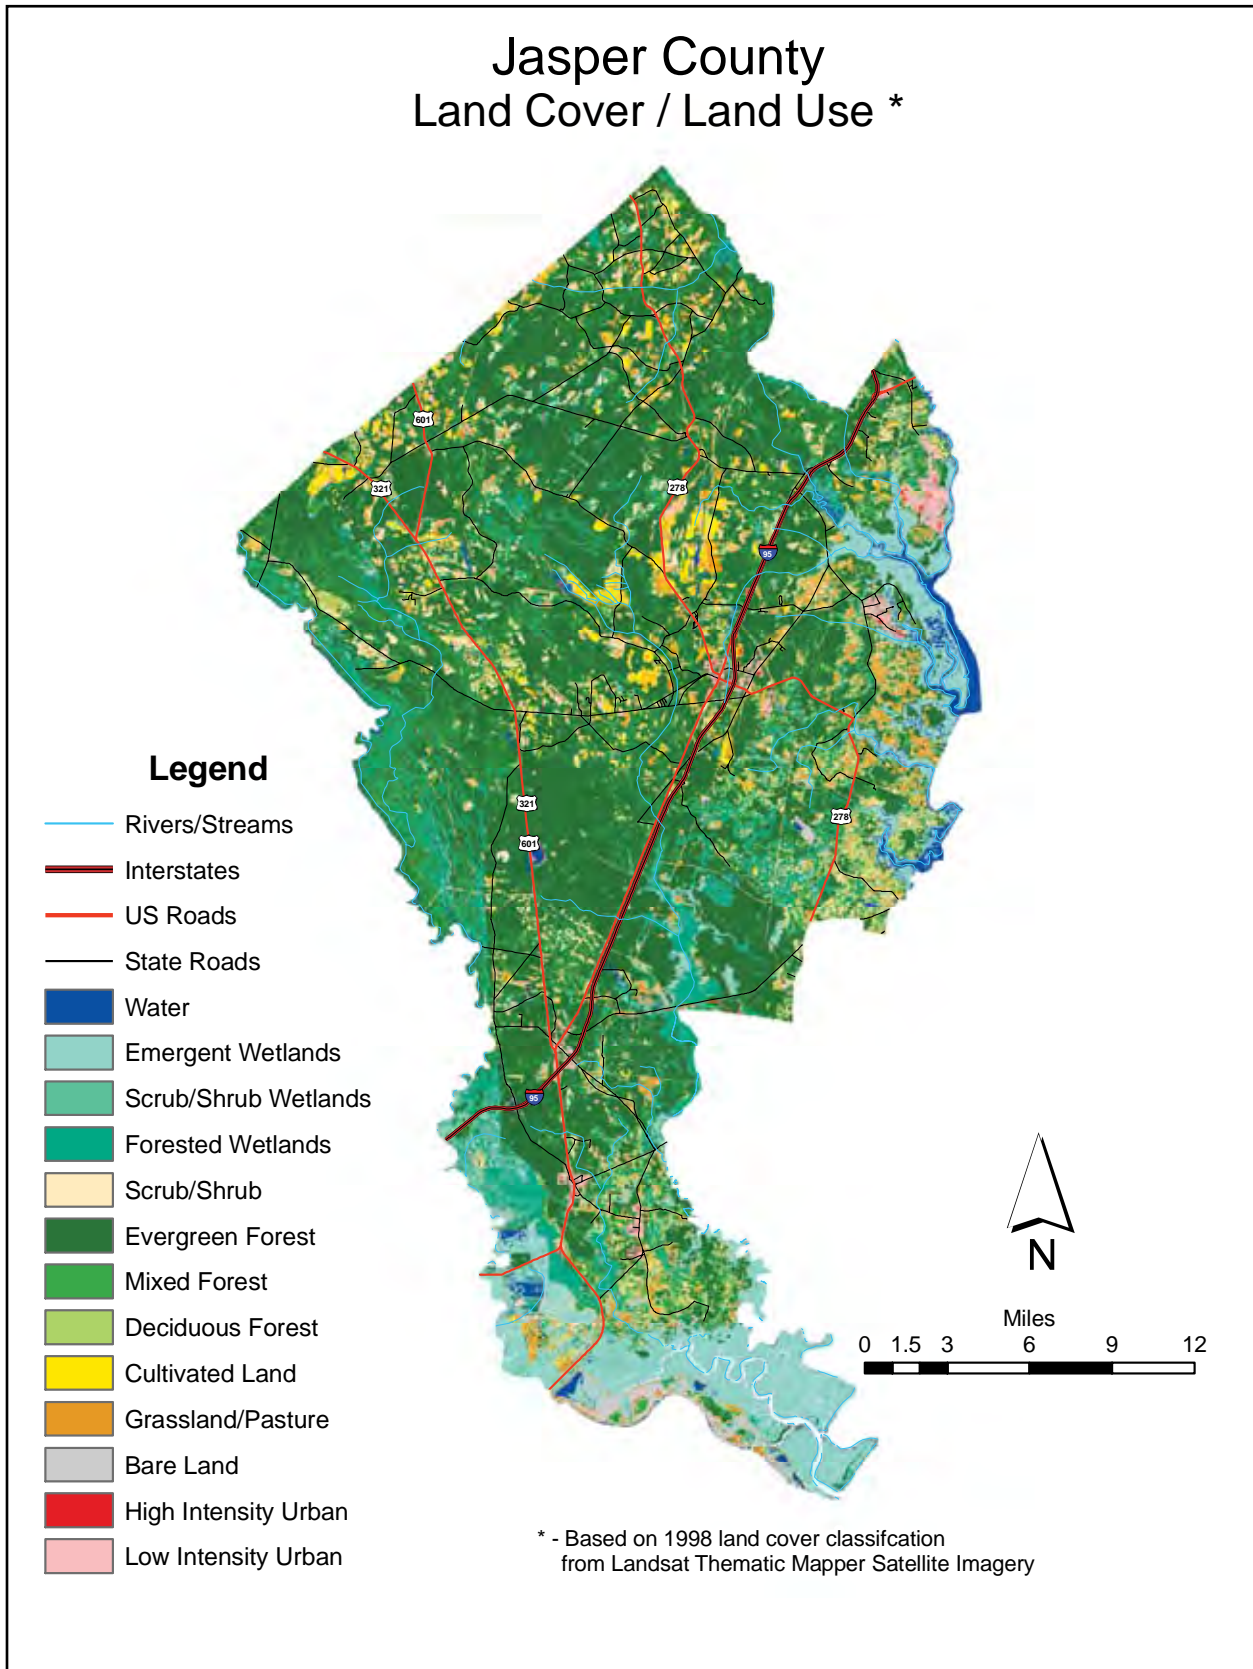 Jasper County
Land Cover / Land Use *
601
321
278
95
321
601
278
95
Legend
Rivers/Streams
Interstates
US Roads
State Roads
Water
Emergent Wetlands
Scrub/Shrub Wetlands
Forested Wetlands
Scrub/Shrub
Evergreen Forest
Mixed Forest
Deciduous Forest
Cultivated Land
Grassland/Pasture
Bare Land
High Intensity Urban
Low Intensity Urban
N
Miles
0 1.5 3 6 9 12
* - Based on 1998 land cover classifcation
from Landsat Thematic Mapper Satellite Imagery